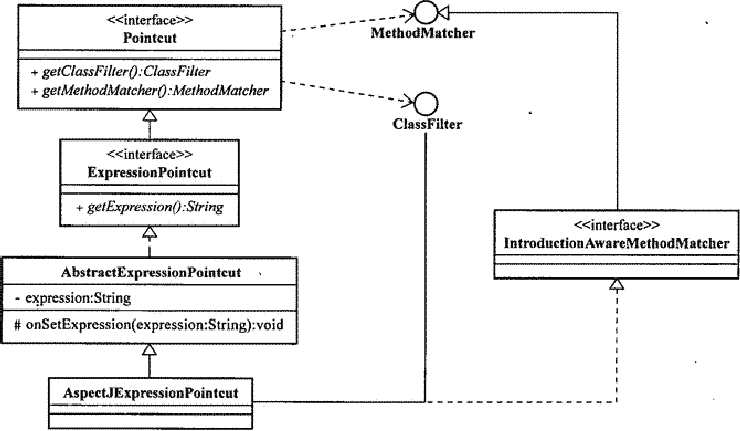 <<interface>>
Pointcut
+ getClassFilter():ClassFilter
+ getMethodMatcher():MethodMatcher
MethodMatcher
ClassFilter
<<interface>>
ExpressionPointcut
+ getExpression():String
<<interface>>
IntroductionAwareMethodMatcher
AbstractExpressionPointcut
- expression:String
# onSetExpression(expression:String):void
AspectJExpressionPointcut